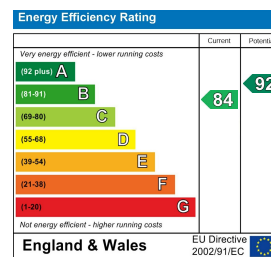 Energy Efficiency Rating
Current
Very energy efficient - lower running costs
(92 plus) A
92
(81-91) B
84
(69-80) C
(55-68) D
(39-54) E
(21-38) F
(1-20) G
Not energy efficient - higher running costs
England & Wales
EU Directive
2002/91/EC